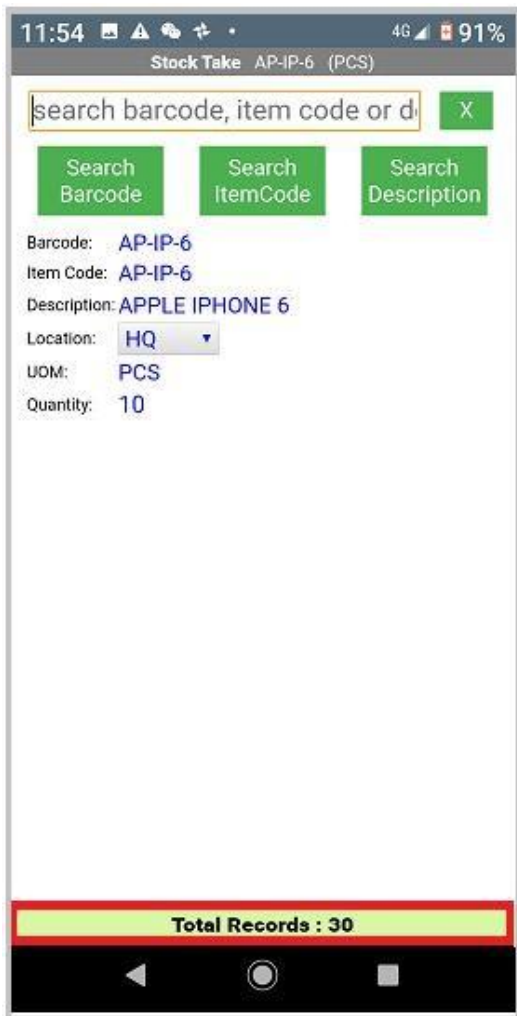 11:54 4G 91%
Stock Take AP-IP-6 (PCS)
search barcode, item code or d
X
Search Barcode
Search ItemCode
Search Description
Barcode: AP-IP-6
Item Code: AP-IP-6
Description: APPLE IPHONE 6
Location: HQ
UOM: PCS
Quantity: 10
Total Records : 30